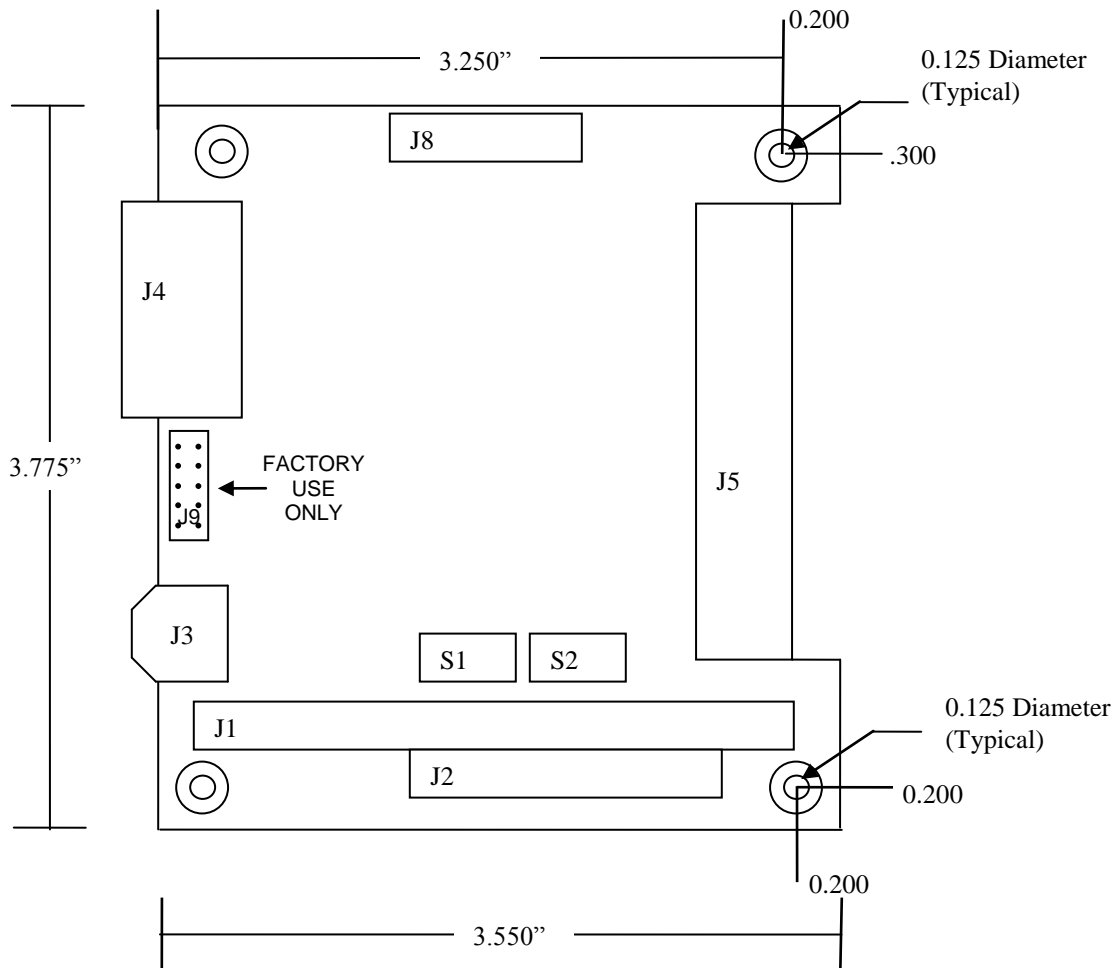 0.200
3.250”
0.125 Diameter
(Typical)
J8
.300
J4
3.775”
FACTORY
USE
ONLY
J9
J5
J3
S1
S2
J1
0.125 Diameter
(Typical)
J2
0.200
0.200
3.550”